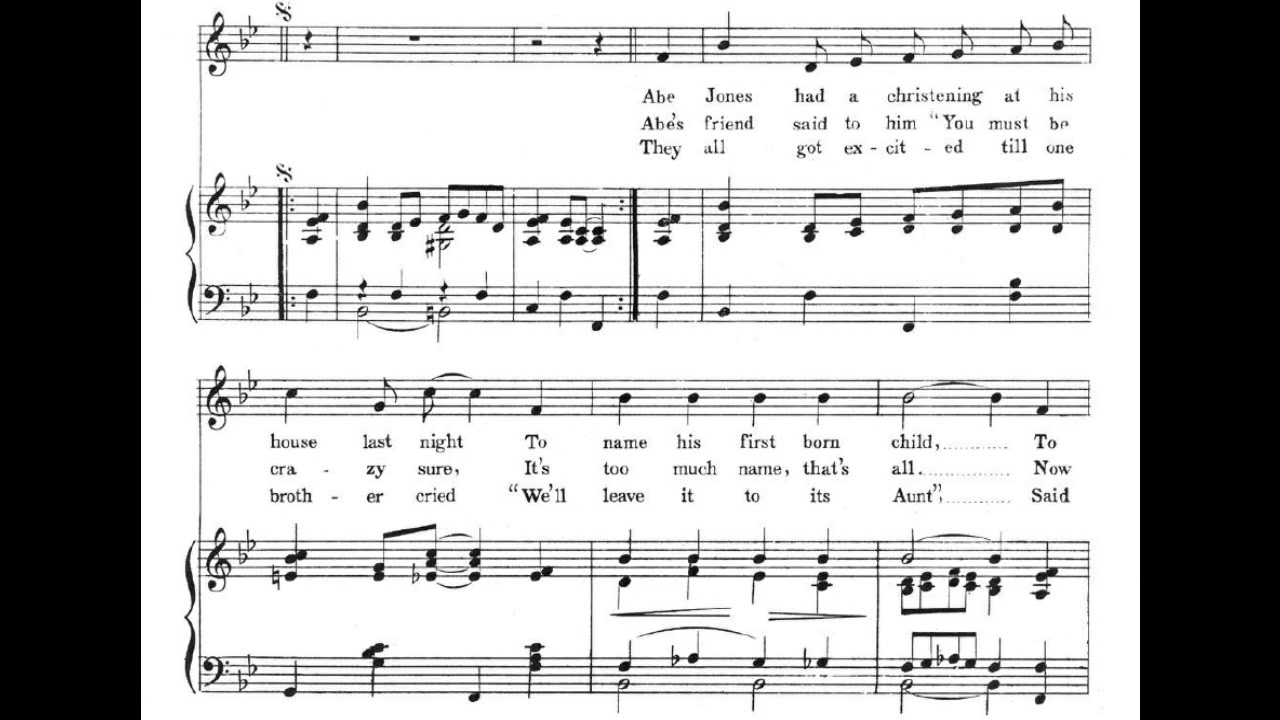 Abe Jones had a christening at his
Abe's friend said to him "You must be
They all got ex - cit - ed till one
house last night To name his first born child,.......... To
cra - zy sure, It's too much name, that's all.............. Now
broth - er cried "We'll leave it to its Aunt",.......... Said